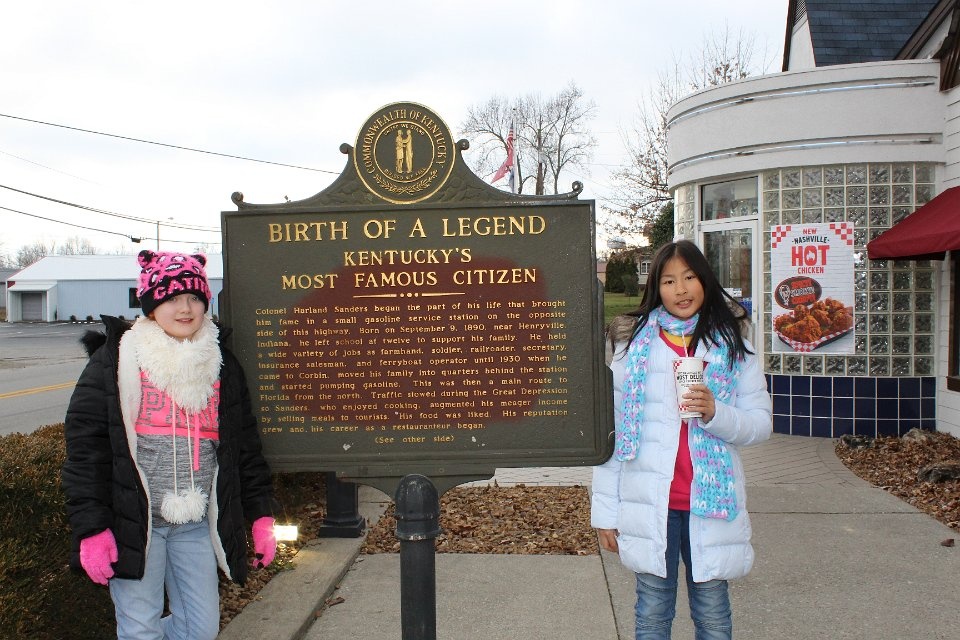 COMMONWEALTH OF KENTUCKY
BIRTH OF A LEGEND
KENTUCKY'S
MOST FAMOUS CITIZEN
Colonel Harland Sanders began the part of his life that brought
him fame in a small gasoline service station on the opposite
side of this highway. Born on September 9, 1890, near Henryville,
Indiana, he left school at twelve to support his family. He held
a wide variety of jobs as farmhand, soldier, railroader, secretary,
insurance salesman, and ferryboat operator until 1930 when he
came to Corbin, moved his family into quarters behind the station
and started pumping gasoline. This was then a main route to
Florida from the north. Traffic slowed during the Great Depression
so Sanders, who enjoyed cooking, augmented his meager income
by selling meals to tourists. His food was liked. His reputation
grew and his career as a restauranteur began.
(See other side)
NEW
NASHVILLE
HOT
CHICKEN